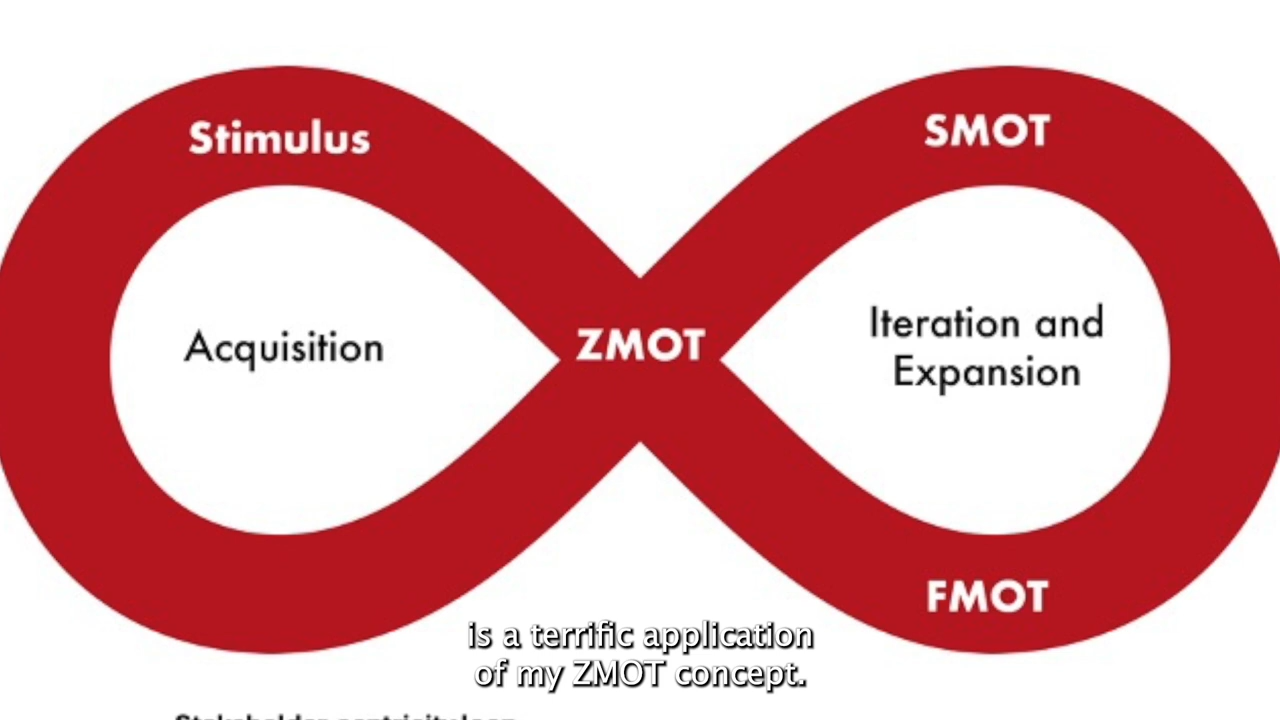 Stimulus
SMOT
Acquisition
ZMOT
Iteration and
Expansion
FMOT
is a terrific application
of my ZMOT concept.